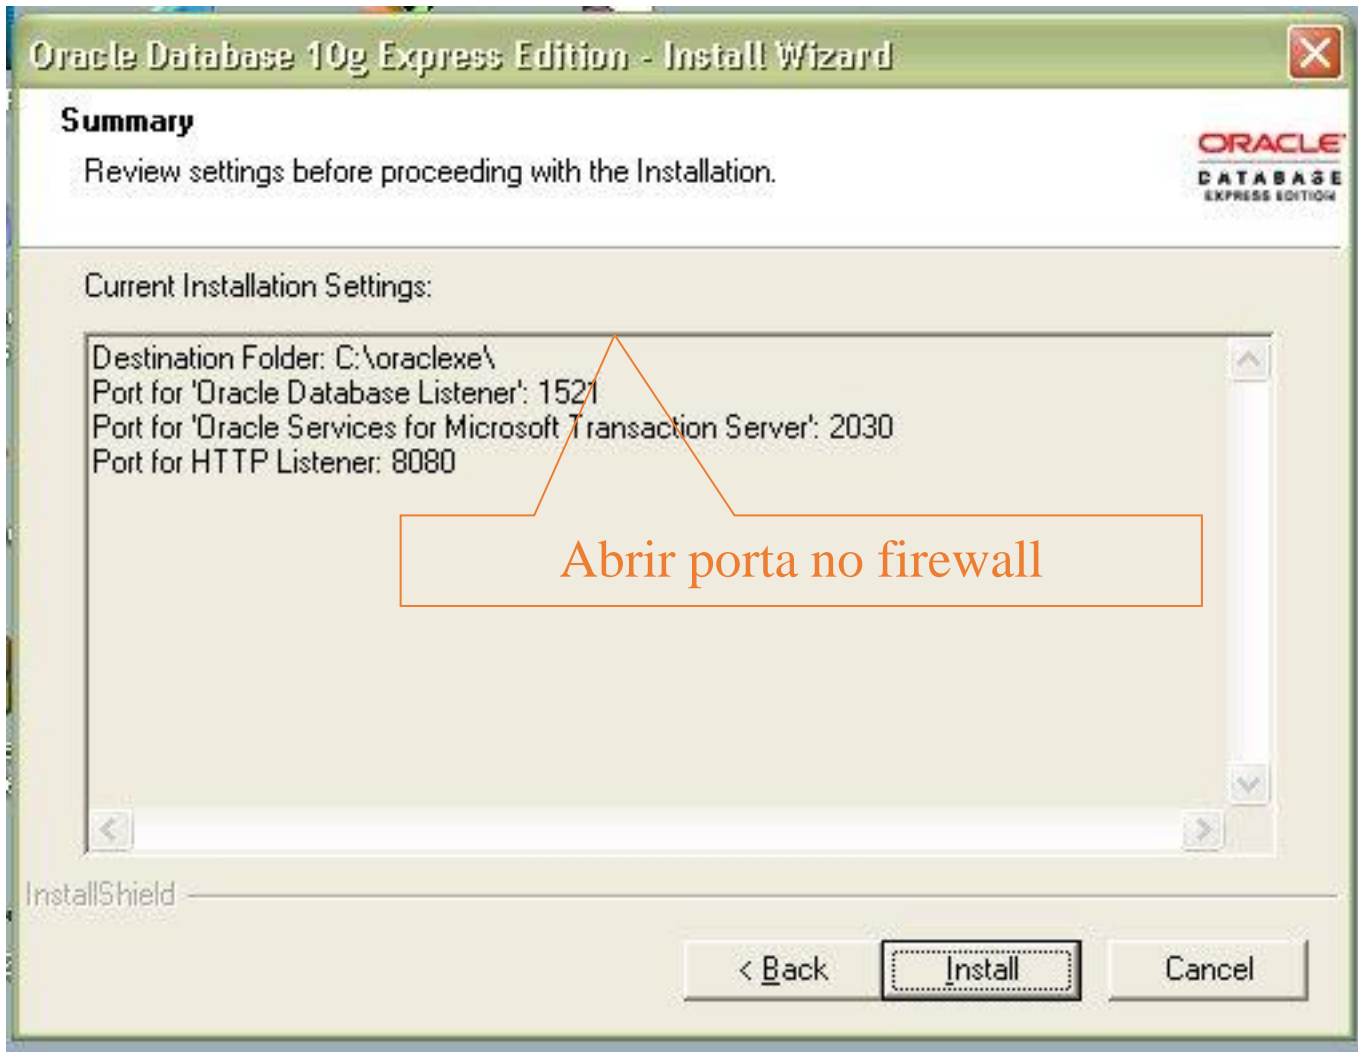 Oracle Database 10g Express Edition - Install Wizard
Summary
Review settings before proceeding with the Installation.
ORACLE
DATABASE
EXPRESS EDITION
Current Installation Settings:
Destination Folder: C:\oraclexe\
Port for 'Oracle Database Listener': 1521
Port for 'Oracle Services for Microsoft Transaction Server': 2030
Port for HTTP Listener: 8080
Abrir porta no firewall
InstallShield
< Back
Install
Cancel